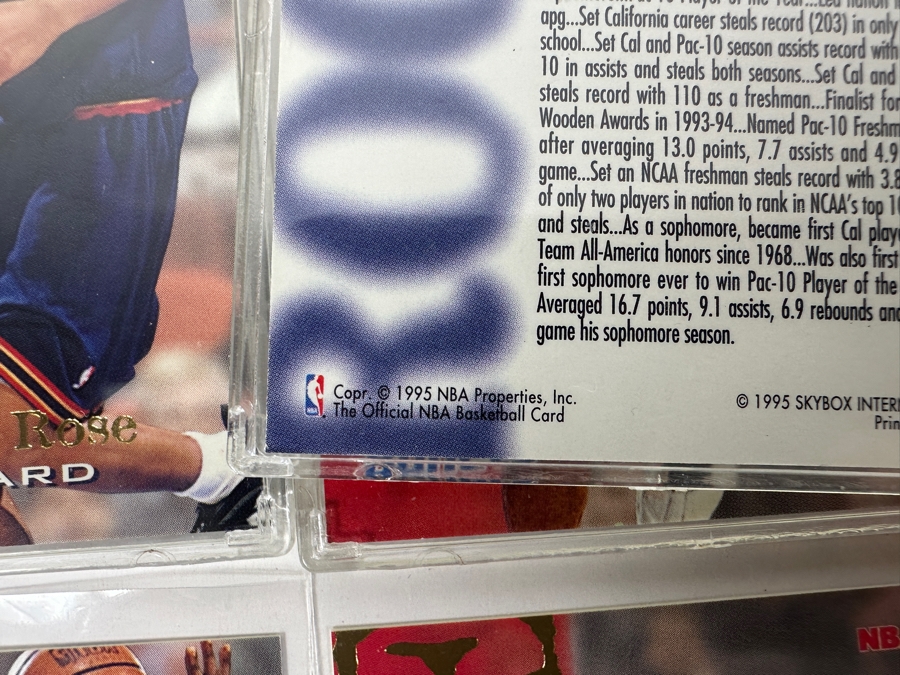 apg...Set California career steals record (203) in only
school...Set Cal and Pac-10 season assists record with
10 in assists and steals both seasons...Set Cal and
steals record with 110 as a freshman...Finalist for
Wooden Awards in 1993-94...Named Pac-10 Freshm
after averaging 13.0 points, 7.7 assists and 4.9
game...Set an NCAA freshman steals record with 3.8
of only two players in nation to rank in NCAA's top 10
and steals...As a sophomore, became first Cal playe
Team All-America honors since 1968...Was also first
first sophomore ever to win Pac-10 Player of the
Averaged 16.7 points, 9.1 assists, 6.9 rebounds and
game his sophomore season.
ROO
NBA
Copr. © 1995 NBA Properties, Inc.
The Official NBA Basketball Card
© 1995 SKYBOX INTER
Prin
Rose
ARD
NB